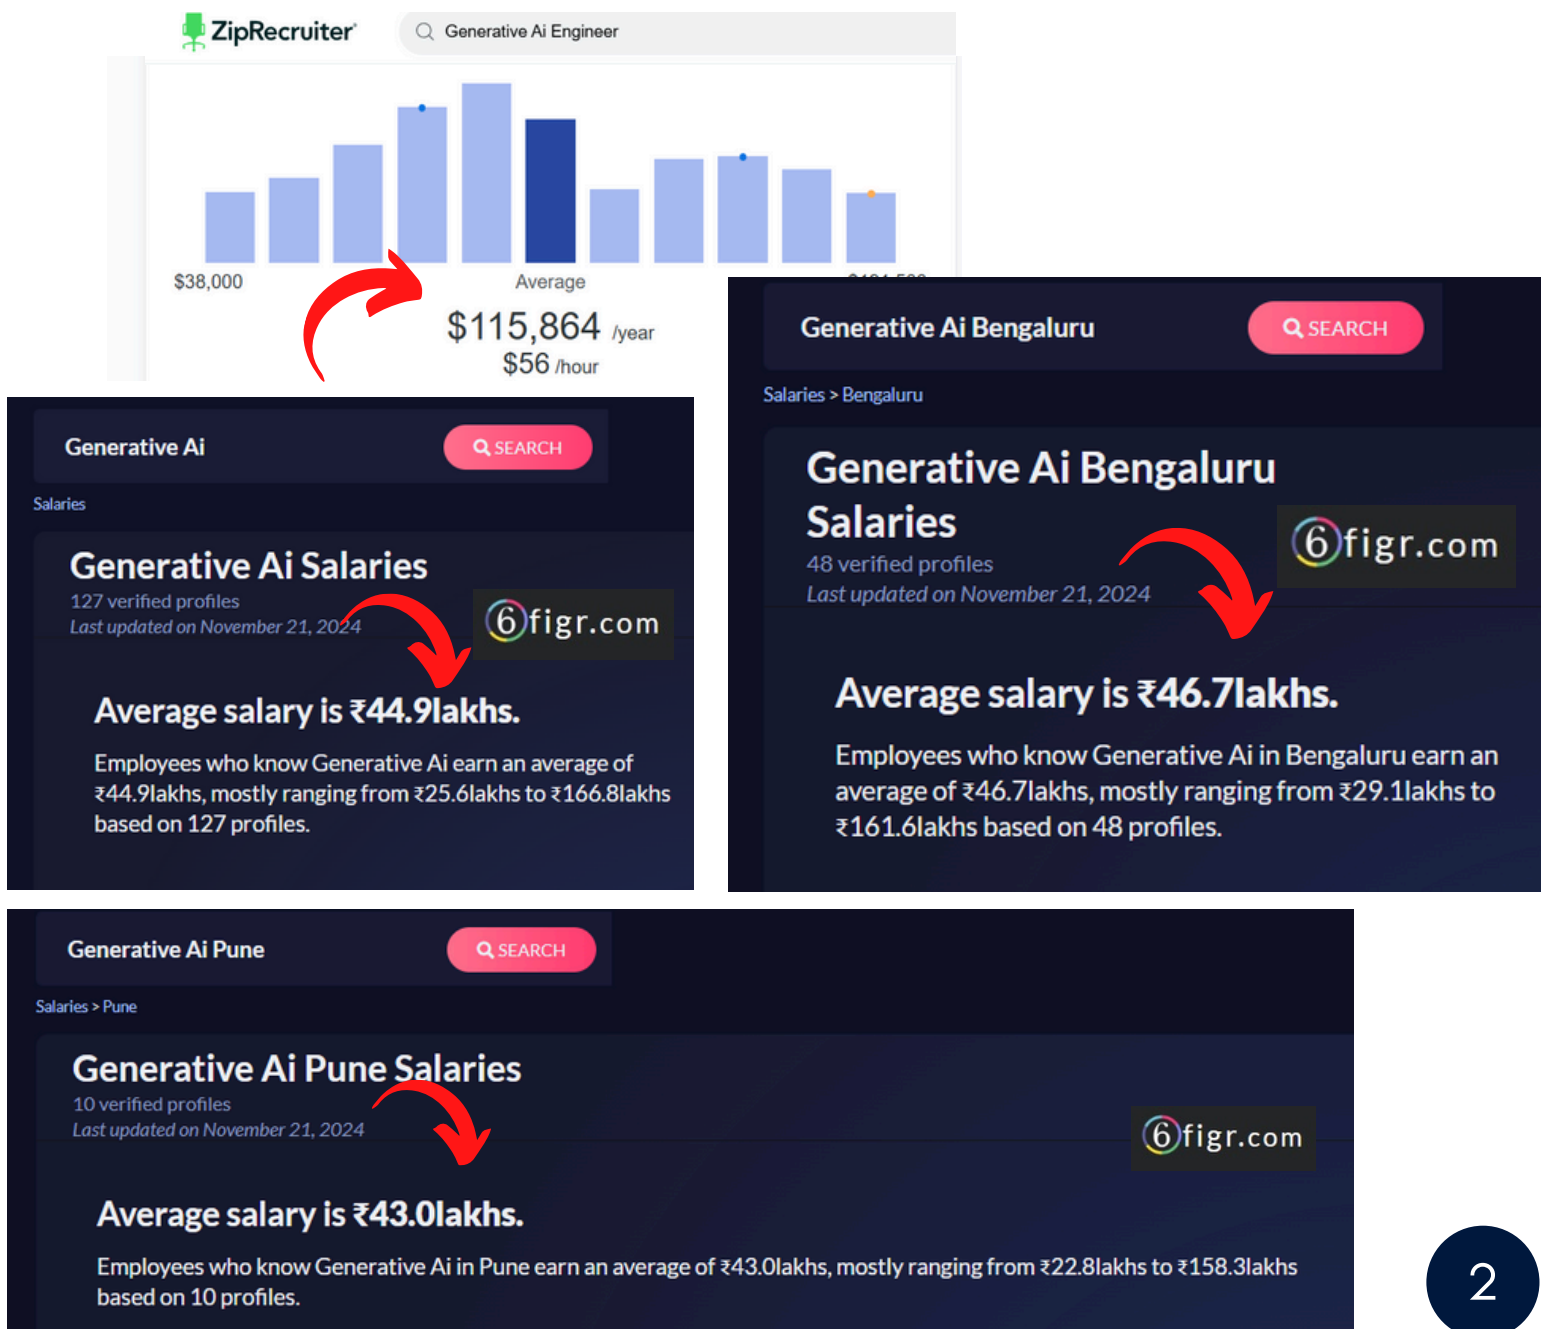 ZipRecruiter
Generative Ai Engineer
$38,000
Average
$115,864 /year
$56 /hour
Generative Ai
SEARCH
Salaries
Generative Ai Salaries
127 verified profiles
Last updated on November 21, 2024
6figr.com
Average salary is ₹44.9lakhs.
Employees who know Generative Ai earn an average of
₹44.9lakhs, mostly ranging from ₹25.6lakhs to ₹166.8lakhs
based on 127 profiles.
Generative Ai Bengaluru
SEARCH
Salaries > Bengaluru
Generative Ai Bengaluru
Salaries
48 verified profiles
Last updated on November 21, 2024
6figr.com
Average salary is ₹46.7lakhs.
Employees who know Generative Ai in Bengaluru earn an
average of ₹46.7lakhs, mostly ranging from ₹29.1lakhs to
₹161.6lakhs based on 48 profiles.
Generative Ai Pune
SEARCH
Salaries > Pune
Generative Ai Pune Salaries
10 verified profiles
Last updated on November 21, 2024
6figr.com
Average salary is ₹43.0lakhs.
Employees who know Generative Ai in Pune earn an average of ₹43.0lakhs, mostly ranging from ₹22.8lakhs to ₹158.3lakhs
based on 10 profiles.
2